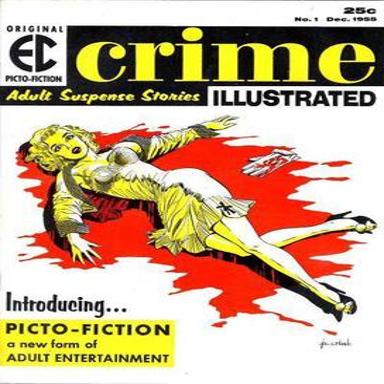 25c
No. 1 Dec. 1955
ORIGINAL
EC
PICTO-FICTION
crime
Adult Suspense Stories
ILLUSTRATED
Introducing...
PICTO-FICTION
a new form of
ADULT ENTERTAINMENT